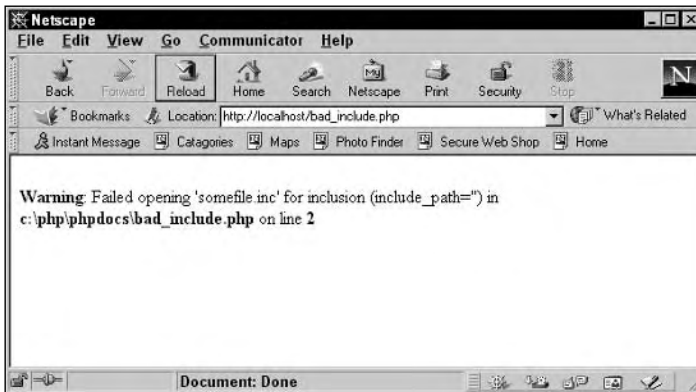 Netscape
File Edit View Go Communicator Help
Back Forward Reload Home Search Netscape Print Security Stop
My
N
Bookmarks Location: http://localhost/bad_include.php What's Related
Instant Message Catagories Maps Photo Finder Secure Web Shop Home
Warning: Failed opening 'somefile.inc' for inclusion (include_path='') in
c:\php\phpdocs\bad_include.php on line 2
Document: Done